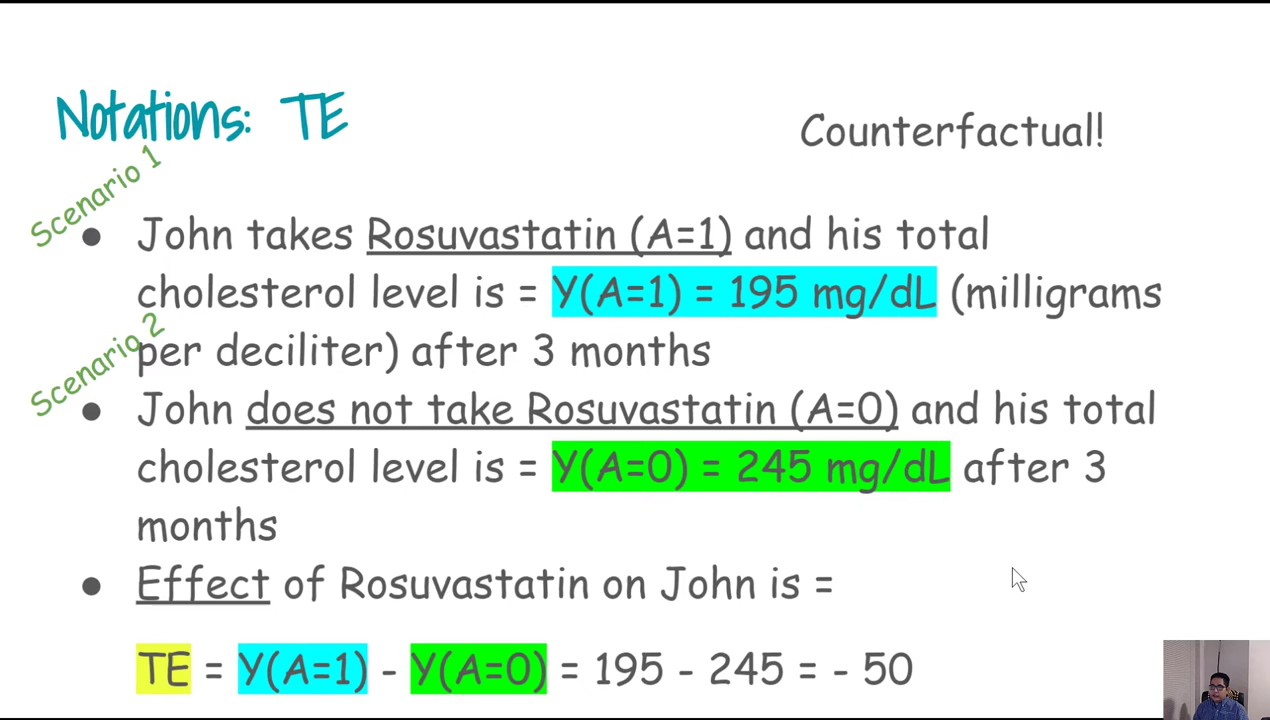 Notations: TE
Counterfactual!
Scenario 1
● John takes Rosuvastatin (A=1) and his total
cholesterol level is = Y(A=1) = 195 mg/dL (milligrams
per deciliter) after 3 months
Scenario 2
● John does not take Rosuvastatin (A=0) and his total
cholesterol level is = Y(A=0) = 245 mg/dL after 3
months
● Effect of Rosuvastatin on John is =
TE = Y(A=1) - Y(A=0) = 195 - 245 = - 50